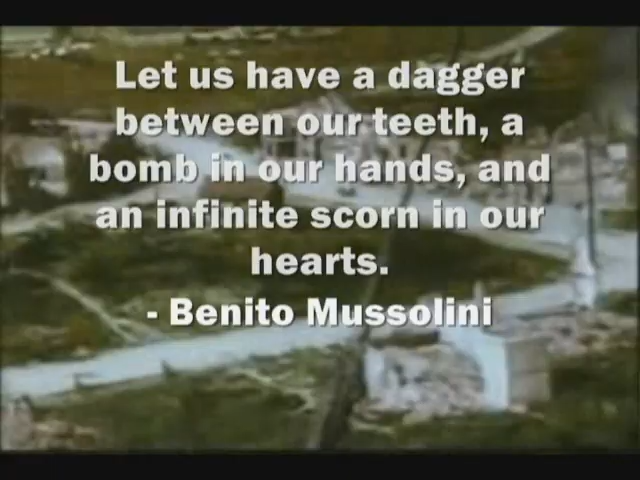 Let us have a dagger
between our teeth, a
bomb in our hands, and
an infinite scorn in our
hearts.
- Benito Mussolini